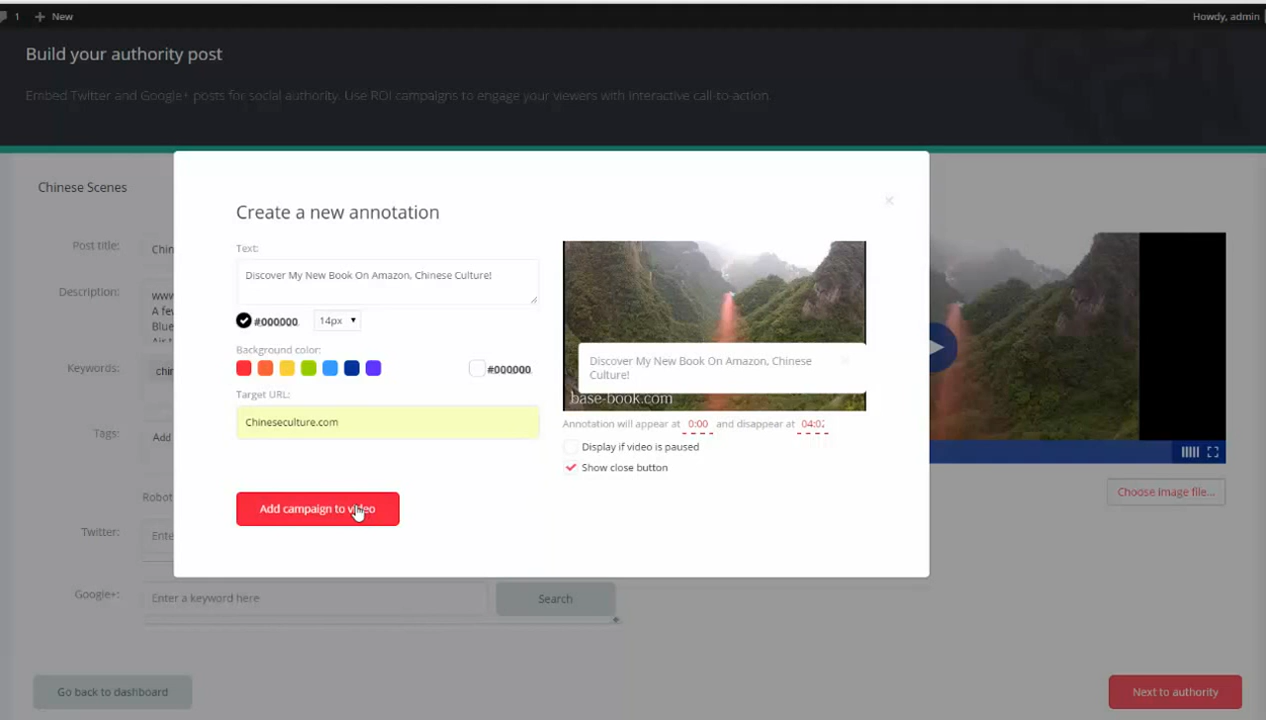 1 + New
Howdy, admin
Build your authority post
Embed Twitter and Google+ posts for social authority. Use ROI campaigns to engage your viewers with interactive call-to-action.
Chinese Scenes
Post title:
Chin
Description:
www
A few
Blue
Air t
Keywords:
chin
Tags:
Add
Robot
Twitter:
Ente
Google+:
Enter a keyword here
Search
Create a new annotation
Text:
Discover My New Book On Amazon, Chinese Culture!
#000000
14px
Background color:
#000000
Target URL:
Chineseculture.com
Add campaign to video
Discover My New Book On Amazon, Chinese
Culture!
base-book.com
Annotation will appear at 0:00 and disappear at 04:02
Display if video is paused
Show close button
Choose image file...
Go back to dashboard
Next to authority